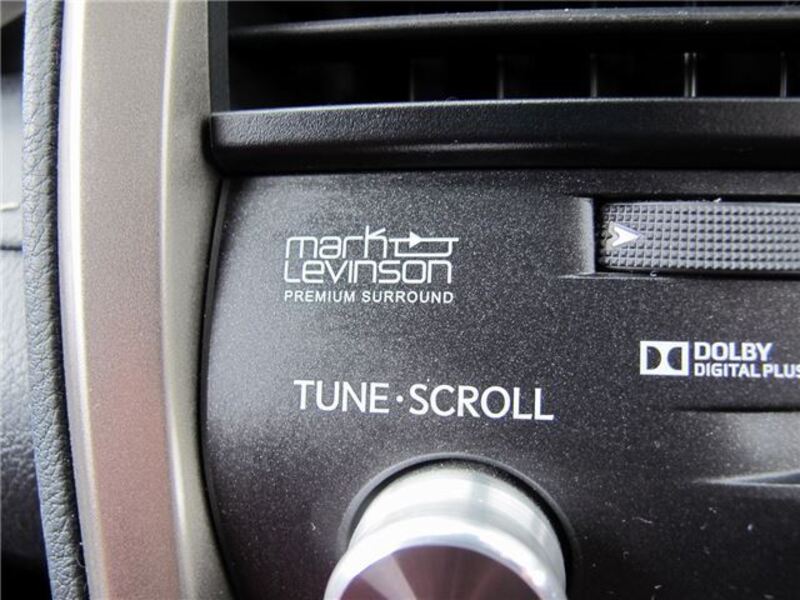 mark
Levinson
PREMIUM SURROUND
DOLBY
DIGITAL PLUS
TUNE·SCROLL